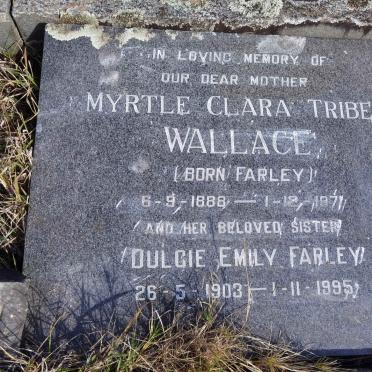 IN LOVING MEMORY OF
OUR DEAR MOTHER
MYRTLE CLARA TRIBE
WALLACE
(BORN FARLEY)
6-9-1888 — 1-12-1971
AND HER BELOVED SISTER
DULCIE EMILY FARLEY
26-5-1903 — 1-11-1995